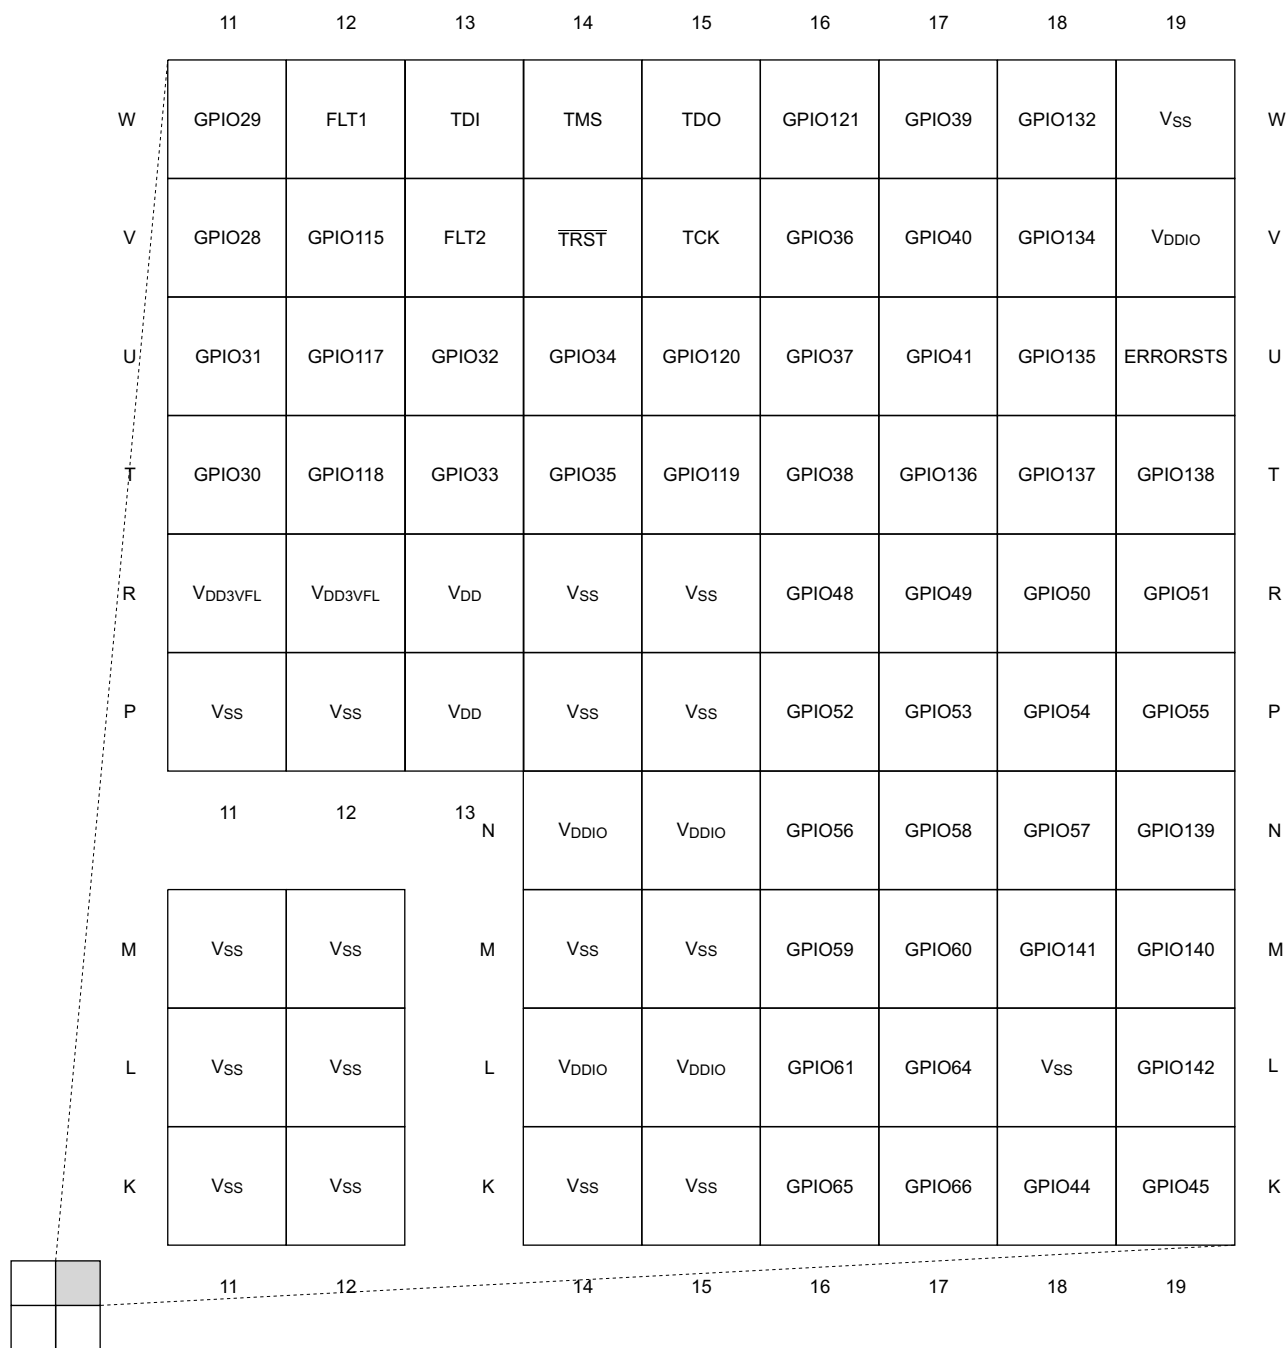 11 12 13 14 15 16 17 18 19
W GPIO29 FLT1 TDI TMS TDO GPIO121 GPIO39 GPIO132 VSS W
V GPIO28 GPIO115 FLT2 T̅R̅S̅T̅ TCK GPIO36 GPIO40 GPIO134 VDDIO V
U GPIO31 GPIO117 GPIO32 GPIO34 GPIO120 GPIO37 GPIO41 GPIO135 ERRORSTS U
T GPIO30 GPIO118 GPIO33 GPIO35 GPIO119 GPIO38 GPIO136 GPIO137 GPIO138 T
R VDD3VFL VDD3VFL VDD VSS VSS GPIO48 GPIO49 GPIO50 GPIO51 R
P VSS VSS VDD VSS VSS GPIO52 GPIO53 GPIO54 GPIO55 P
11 12 13
N VDDIO VDDIO GPIO56 GPIO58 GPIO57 GPIO139 N
M VSS VSS M VSS VSS GPIO59 GPIO60 GPIO141 GPIO140 M
L VSS VSS L VDDIO VDDIO GPIO61 GPIO64 VSS GPIO142 L
K VSS VSS K VSS VSS GPIO65 GPIO66 GPIO44 GPIO45 K
11 12 14 15 16 17 18 19